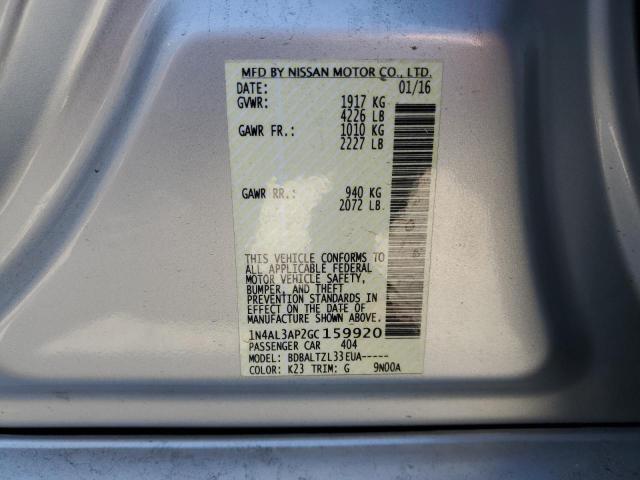 MFD BY NISSAN MOTOR CO., LTD.
DATE: 01/16
GVWR: 1917 KG
4226 LB
GAWR FR.: 1010 KG
2227 LB
GAWR RR.: 940 KG
2072 LB
THIS VEHICLE CONFORMS TO
ALL APPLICABLE FEDERAL
MOTOR VEHICLE SAFETY,
BUMPER, AND THEFT
PREVENTION STANDARDS IN
EFFECT ON THE DATE OF
MANUFACTURE SHOWN ABOVE.
1N4AL3AP2GC159920
PASSENGER CAR 404
MODEL: BDBALTZL33EUA-----
COLOR: K23 TRIM: G 9N00A